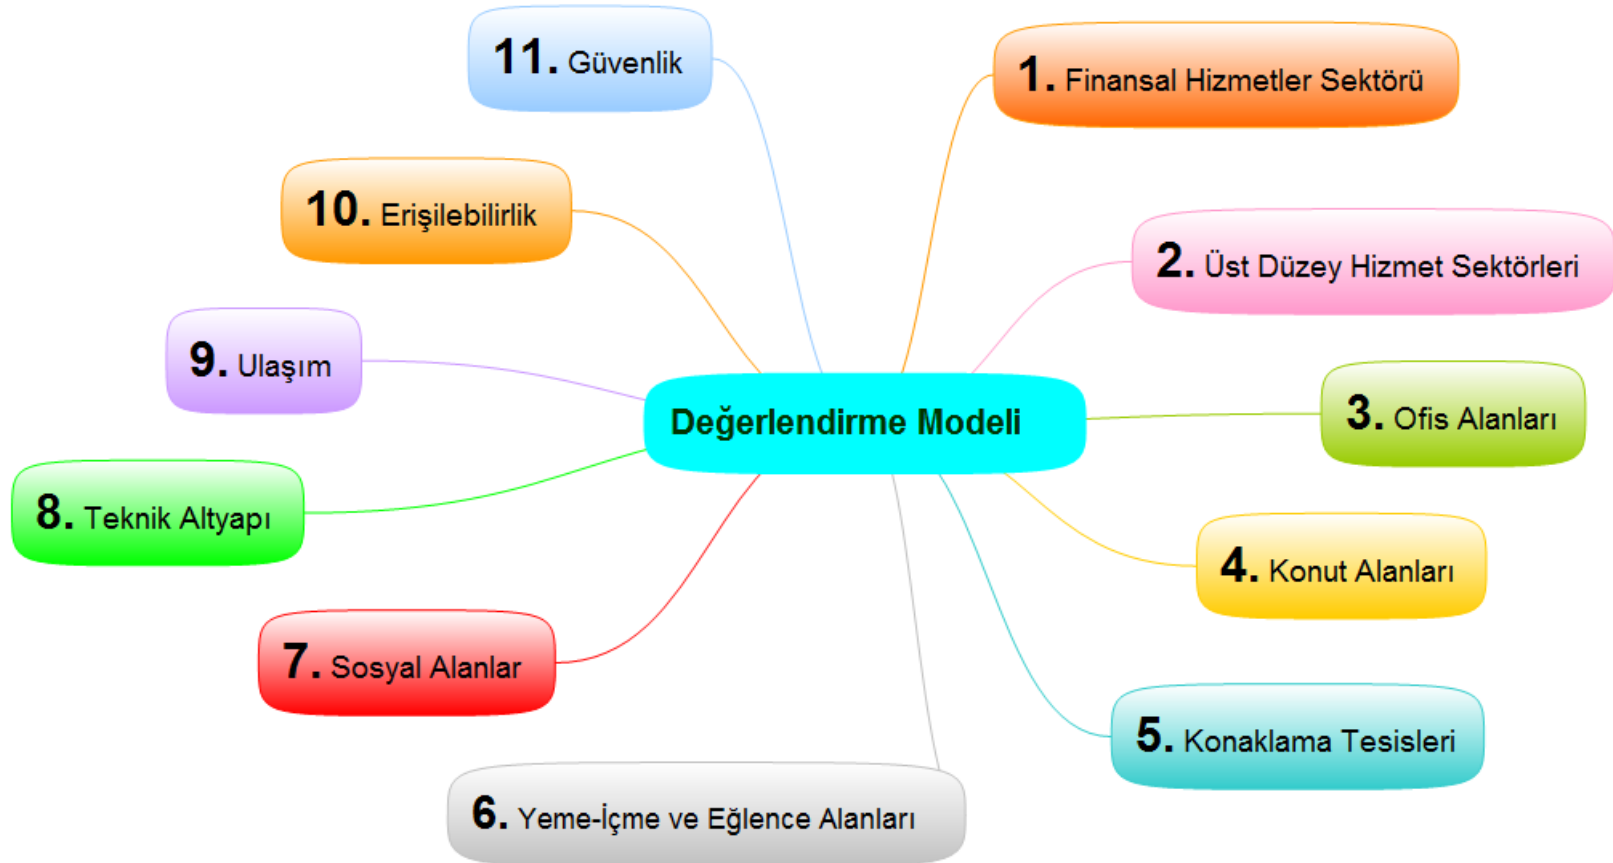 Değerlendirme Modeli
1. Finansal Hizmetler Sektörü
2. Üst Düzey Hizmet Sektörleri
3. Ofis Alanları
4. Konut Alanları
5. Konaklama Tesisleri
6. Yeme-İçme ve Eğlence Alanları
7. Sosyal Alanlar
8. Teknik Altyapı
9. Ulaşım
10. Erişilebilirlik
11. Güvenlik